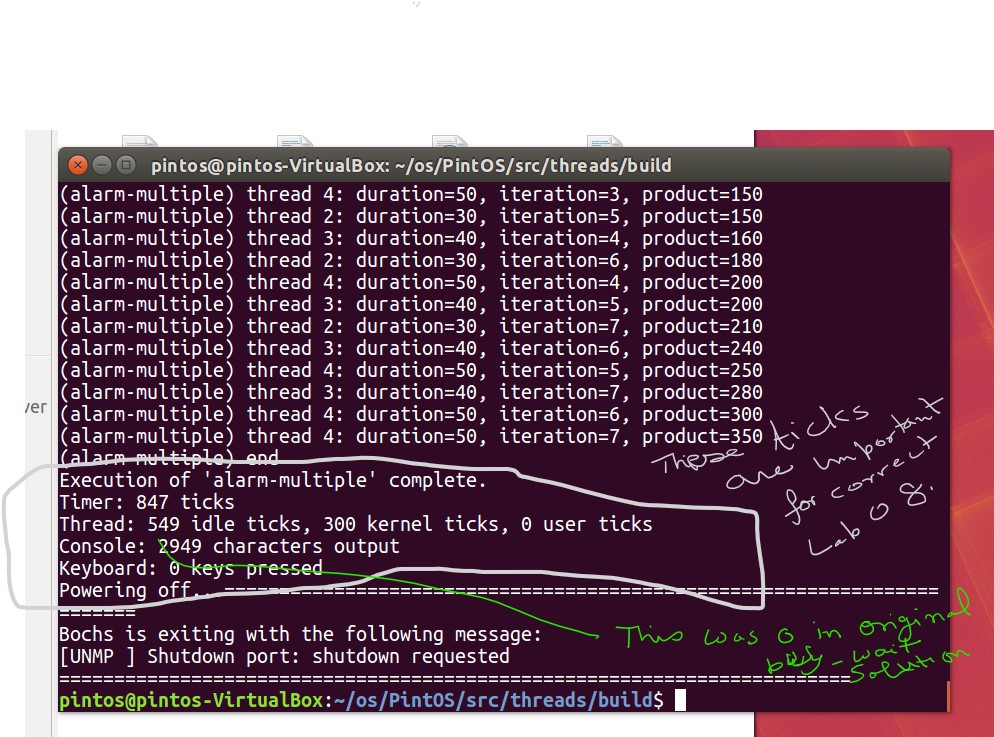 pintos@pintos-VirtualBox: ~/os/PintOS/src/threads/build
(alarm-multiple) thread 4: duration=50, iteration=3, product=150
(alarm-multiple) thread 2: duration=30, iteration=5, product=150
(alarm-multiple) thread 3: duration=40, iteration=4, product=160
(alarm-multiple) thread 2: duration=30, iteration=6, product=180
(alarm-multiple) thread 4: duration=50, iteration=4, product=200
(alarm-multiple) thread 3: duration=40, iteration=5, product=200
(alarm-multiple) thread 2: duration=30, iteration=7, product=210
(alarm-multiple) thread 3: duration=40, iteration=6, product=240
(alarm-multiple) thread 4: duration=50, iteration=5, product=250
(alarm-multiple) thread 3: duration=40, iteration=7, product=280
(alarm-multiple) thread 4: duration=50, iteration=6, product=300
(alarm-multiple) thread 4: duration=50, iteration=7, product=350
(alarm-multiple) end
Execution of 'alarm-multiple' complete.
Timer: 847 ticks
Thread: 549 idle ticks, 300 kernel ticks, 0 user ticks
Console: 2949 characters output
Keyboard: 0 keys pressed
Powering off..=============================================================
=======
Bochs is exiting with the following message:
[UNMP ] Shutdown port: shutdown requested
========================================================================
pintos@pintos-VirtualBox:~/os/PintOS/src/threads/build$
These ticks
are important
for correct
Lab 08.
This was 0 in original
busy-wait
solution